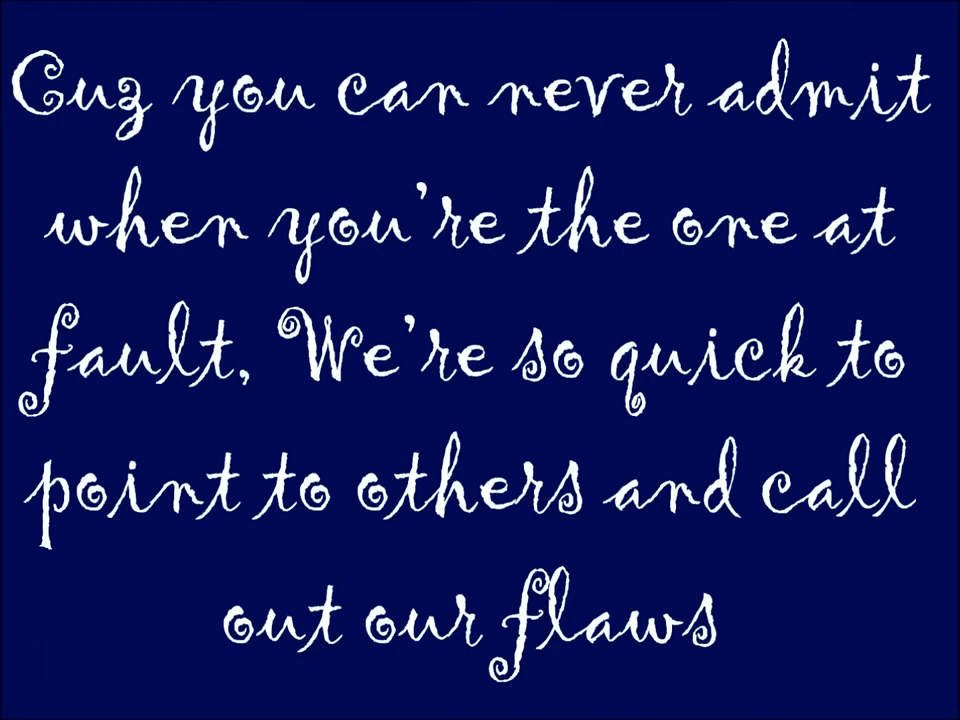 Cuz you can never admit
when you're the one at
fault, We're so quick to
point to others and call
out our flaws